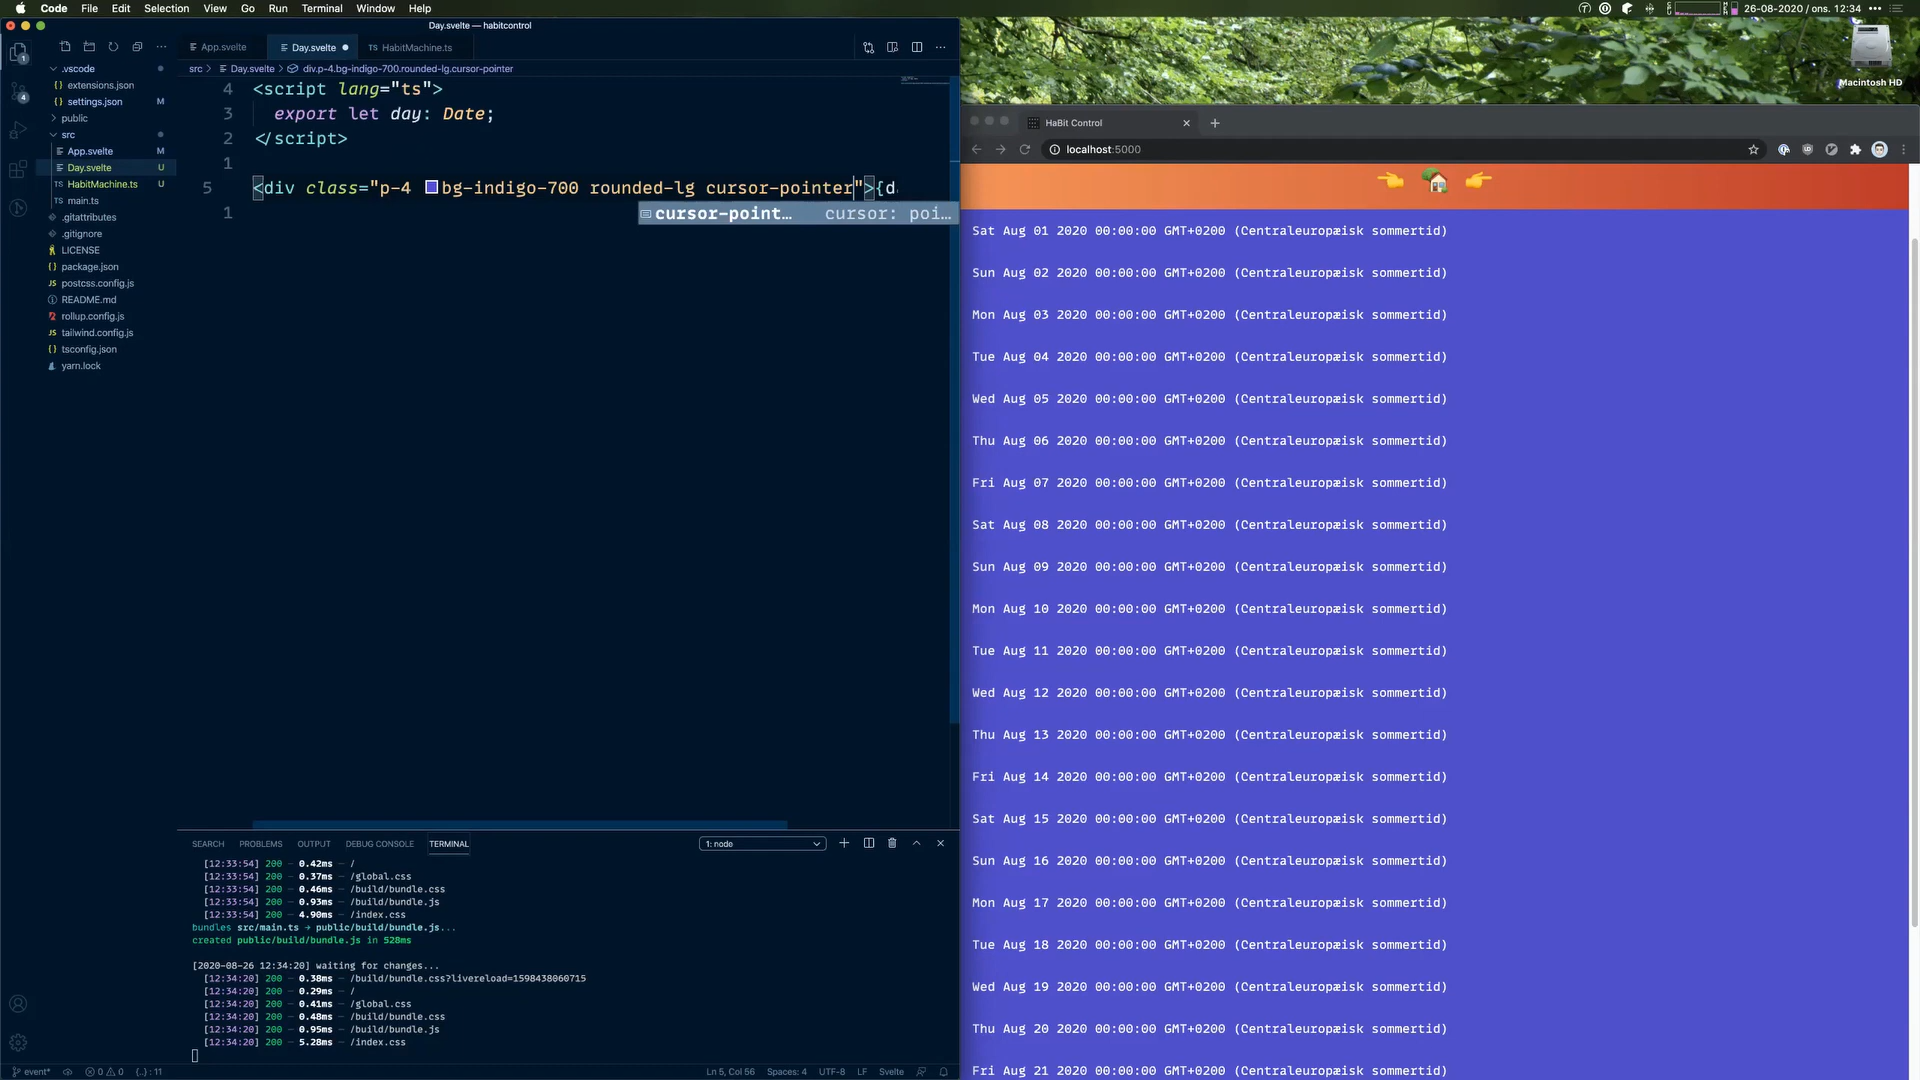 Code File Edit Selection View Go Run Terminal Window Help
26-08-2020 / ons. 12:34
Day.svelte — habitcontrol
Macintosh HD
App.svelte
Day.svelte
TS HabitMachine.ts
src > Day.svelte > div.p-4.bg-indigo-700.rounded-lg.cursor-pointer
1
4
.vscode
extensions.json
settings.json M
public
src
App.svelte M
Day.svelte U
HabitMachine.ts U
TS main.ts
.gitattributes
.gitignore
LICENSE
package.json
JS postcss.config.js
README.md
rollup.config.js
JS tailwind.config.js
tsconfig.json
yarn.lock
4 <script lang="ts">
3 export let day: Date;
2 </script>
1
5 <div class="p-4 bg-indigo-700 rounded-lg cursor-pointer">{d
1
cursor-point… cursor: poi…
SEARCH PROBLEMS OUTPUT DEBUG CONSOLE TERMINAL
1: node
[12:33:54] 200 — 0.42ms — /
[12:33:54] 200 — 0.37ms — /global.css
[12:33:54] 200 — 0.46ms — /build/bundle.css
[12:33:54] 200 — 0.93ms — /build/bundle.js
[12:33:54] 200 — 4.90ms — /index.css
bundles src/main.ts → public/build/bundle.js...
created public/build/bundle.js in 528ms
[2020-08-26 12:34:20] waiting for changes...
[12:34:20] 200 — 0.38ms — /build/bundle.css?livereload=1598438060715
[12:34:20] 200 — 0.29ms — /
[12:34:20] 200 — 0.41ms — /global.css
[12:34:20] 200 — 0.48ms — /build/bundle.css
[12:34:20] 200 — 0.95ms — /build/bundle.js
[12:34:20] 200 — 5.28ms — /index.css
event* 0 0 {..} : 11
Ln 5, Col 56 Spaces: 4 UTF-8 LF Svelte
HaBit Control
localhost:5000
Sat Aug 01 2020 00:00:00 GMT+0200 (Centraleuropæisk sommertid)
Sun Aug 02 2020 00:00:00 GMT+0200 (Centraleuropæisk sommertid)
Mon Aug 03 2020 00:00:00 GMT+0200 (Centraleuropæisk sommertid)
Tue Aug 04 2020 00:00:00 GMT+0200 (Centraleuropæisk sommertid)
Wed Aug 05 2020 00:00:00 GMT+0200 (Centraleuropæisk sommertid)
Thu Aug 06 2020 00:00:00 GMT+0200 (Centraleuropæisk sommertid)
Fri Aug 07 2020 00:00:00 GMT+0200 (Centraleuropæisk sommertid)
Sat Aug 08 2020 00:00:00 GMT+0200 (Centraleuropæisk sommertid)
Sun Aug 09 2020 00:00:00 GMT+0200 (Centraleuropæisk sommertid)
Mon Aug 10 2020 00:00:00 GMT+0200 (Centraleuropæisk sommertid)
Tue Aug 11 2020 00:00:00 GMT+0200 (Centraleuropæisk sommertid)
Wed Aug 12 2020 00:00:00 GMT+0200 (Centraleuropæisk sommertid)
Thu Aug 13 2020 00:00:00 GMT+0200 (Centraleuropæisk sommertid)
Fri Aug 14 2020 00:00:00 GMT+0200 (Centraleuropæisk sommertid)
Sat Aug 15 2020 00:00:00 GMT+0200 (Centraleuropæisk sommertid)
Sun Aug 16 2020 00:00:00 GMT+0200 (Centraleuropæisk sommertid)
Mon Aug 17 2020 00:00:00 GMT+0200 (Centraleuropæisk sommertid)
Tue Aug 18 2020 00:00:00 GMT+0200 (Centraleuropæisk sommertid)
Wed Aug 19 2020 00:00:00 GMT+0200 (Centraleuropæisk sommertid)
Thu Aug 20 2020 00:00:00 GMT+0200 (Centraleuropæisk sommertid)
Fri Aug 21 2020 00:00:00 GMT+0200 (Centraleuropæisk sommertid)